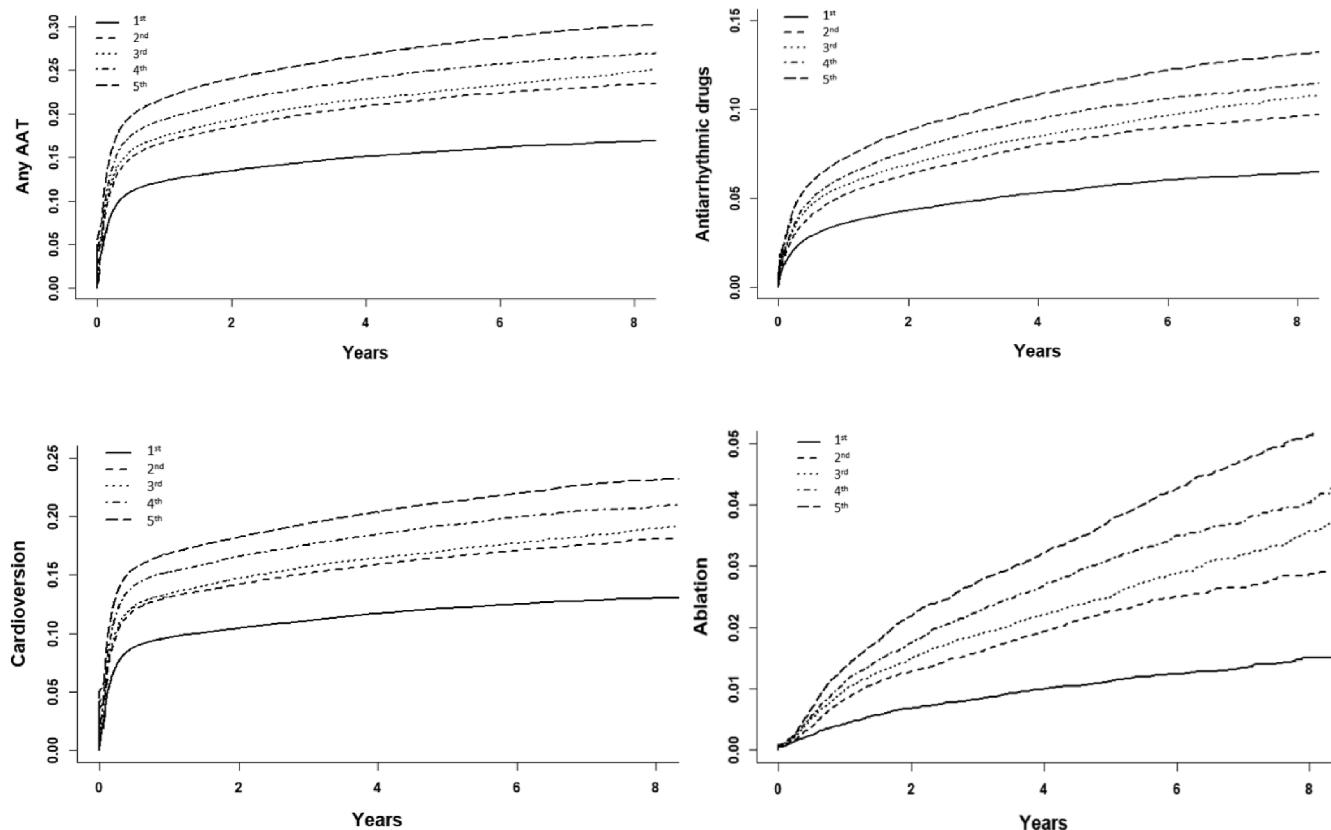 Any AAT
0.30
0.25
0.20
0.15
0.10
0.05
0.00
1st
2nd
3rd
4th
5th
0 2 4 6 8
Years
Antiarrhythmic drugs
0.15
0.10
0.05
0.00
1st
2nd
3rd
4th
5th
0 2 4 6 8
Years
Cardioversion
0.25
0.20
0.15
0.10
0.05
0.00
1st
2nd
3rd
4th
5th
0 2 4 6 8
Years
Ablation
0.05
0.04
0.03
0.02
0.01
0.00
1st
2nd
3rd
4th
5th
0 2 4 6 8
Years